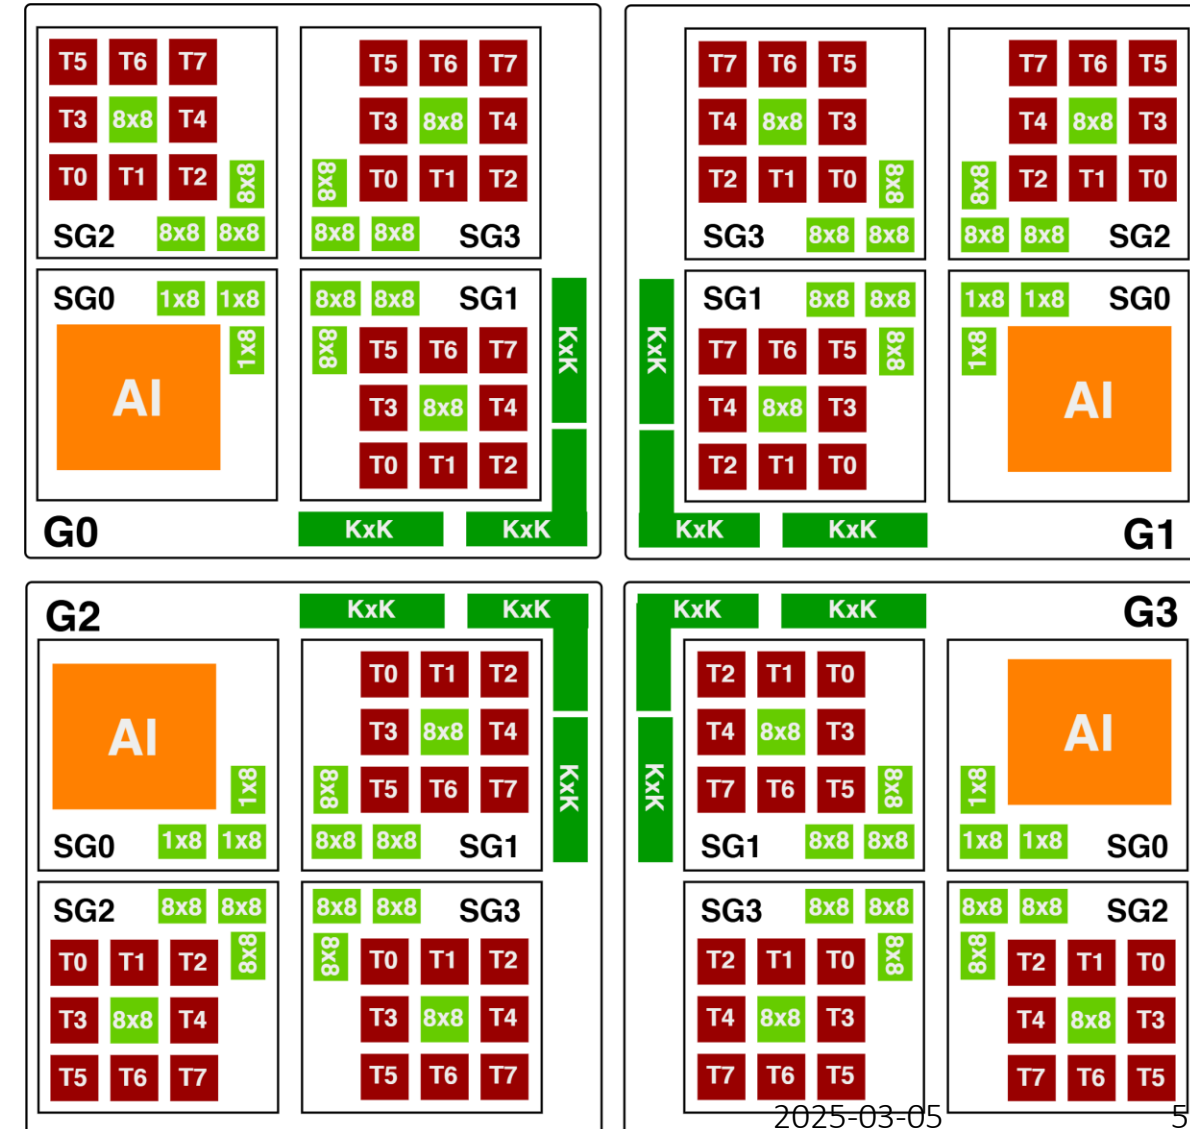 T5 T6 T7
T3 8x8 T4
T0 T1 T2 8x8
SG2 8x8 8x8
T5 T6 T7
T3 8x8 T4
8x8 T0 T1 T2
8x8 8x8 SG3
SG0 1x8 1x8
1x8
AI
8x8 8x8 SG1
8x8 T5 T6 T7
T3 8x8 T4
T0 T1 T2
KxK
G0 KxK KxK
T7 T6 T5
T4 8x8 T3
T2 T1 T0 8x8
SG3 8x8 8x8
T7 T6 T5
T4 8x8 T3
8x8 T2 T1 T0
8x8 8x8 SG2
KxK
SG1 8x8 8x8
T7 T6 T5 8x8
T4 8x8 T3
T2 T1 T0
1x8 1x8 SG0
1x8
AI
KxK KxK G1
G2 KxK KxK
AI
1x8
SG0 1x8 1x8
T0 T1 T2
T3 8x8 T4
8x8 T5 T6 T7
8x8 8x8 SG1
KxK
SG2 8x8 8x8
T0 T1 T2 8x8
T3 8x8 T4
T5 T6 T7
8x8 8x8 SG3
8x8 T0 T1 T2
T3 8x8 T4
T5 T6 T7
KxK KxK G3
KxK
T2 T1 T0
T4 8x8 T3
T7 T6 T5 8x8
SG1 8x8 8x8
AI
1x8
1x8 1x8 SG0
SG3 8x8 8x8
T2 T1 T0 8x8
T4 8x8 T3
T7 T6 T5
8x8 8x8 SG2
8x8 T2 T1 T0
T4 8x8 T3
T7 T6 T5
2025-03-05 5